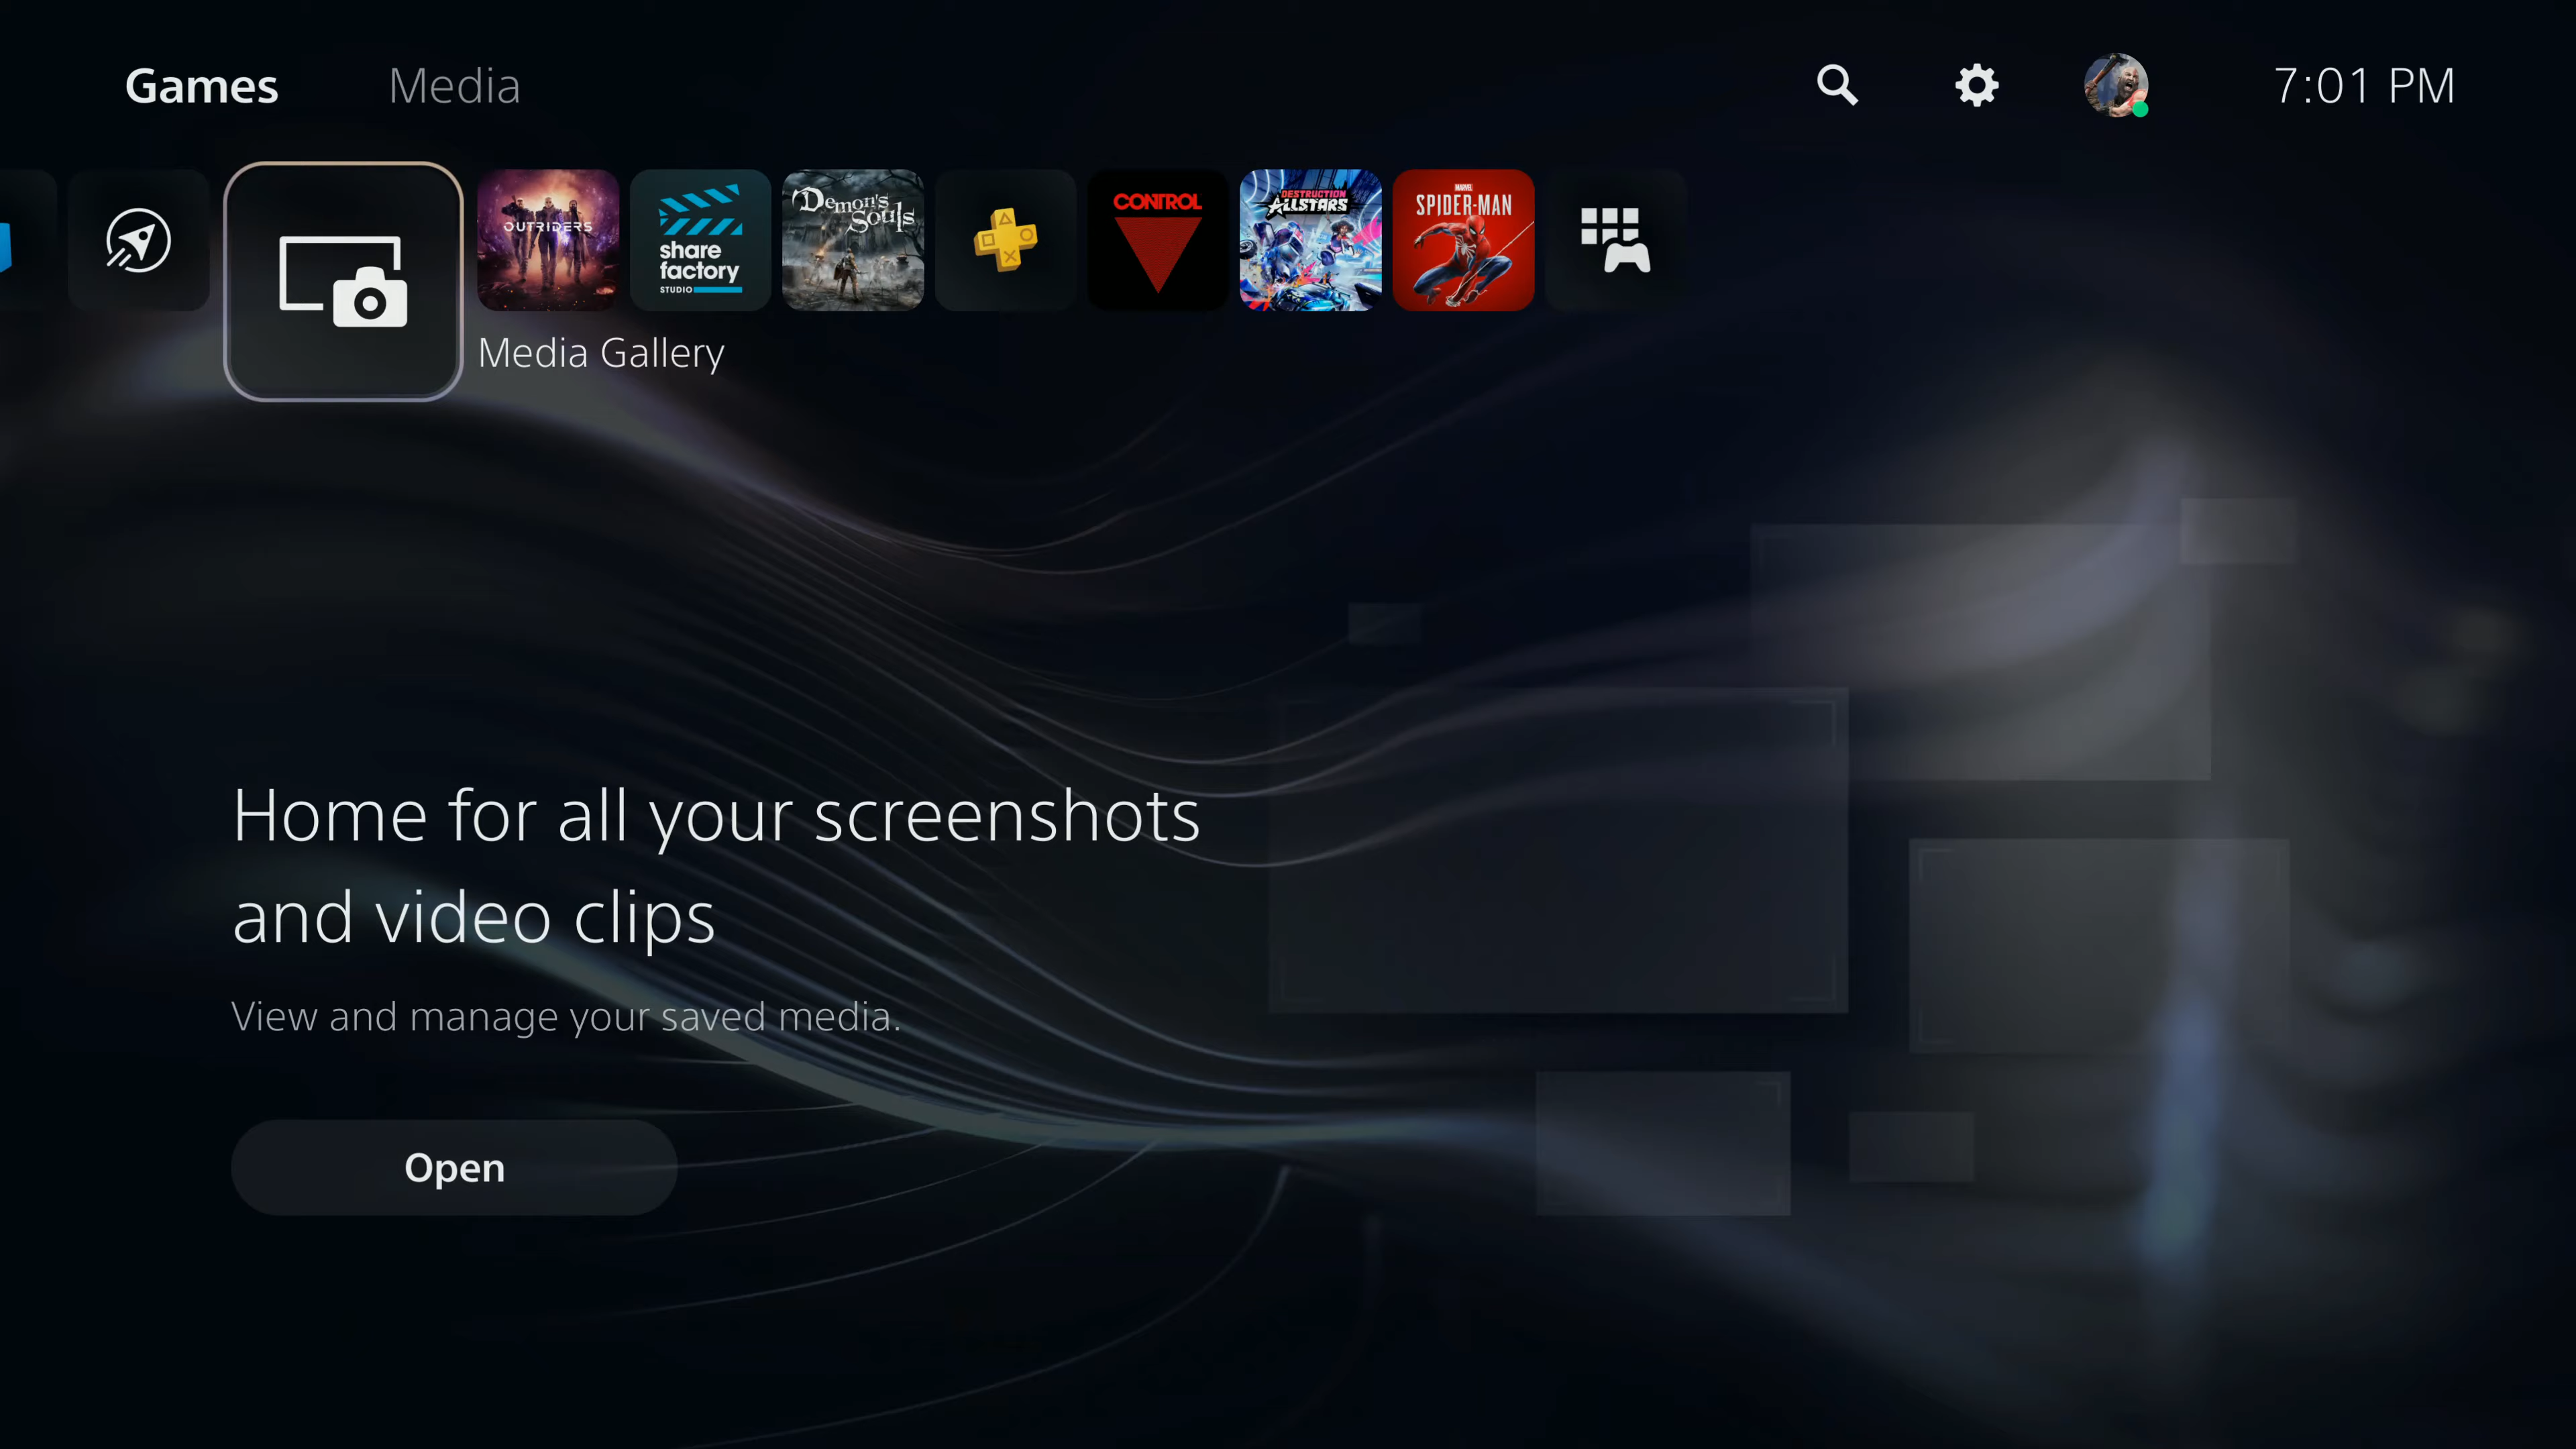 Games
Media
7:01 PM
OUTRIDERS
share
factory
STUDIO
Demon's
Souls
CONTROL
DESTRUCTION
ALLSTARS
MARVEL
SPIDER-MAN
Media Gallery
Home for all your screenshots
and video clips
View and manage your saved media.
Open